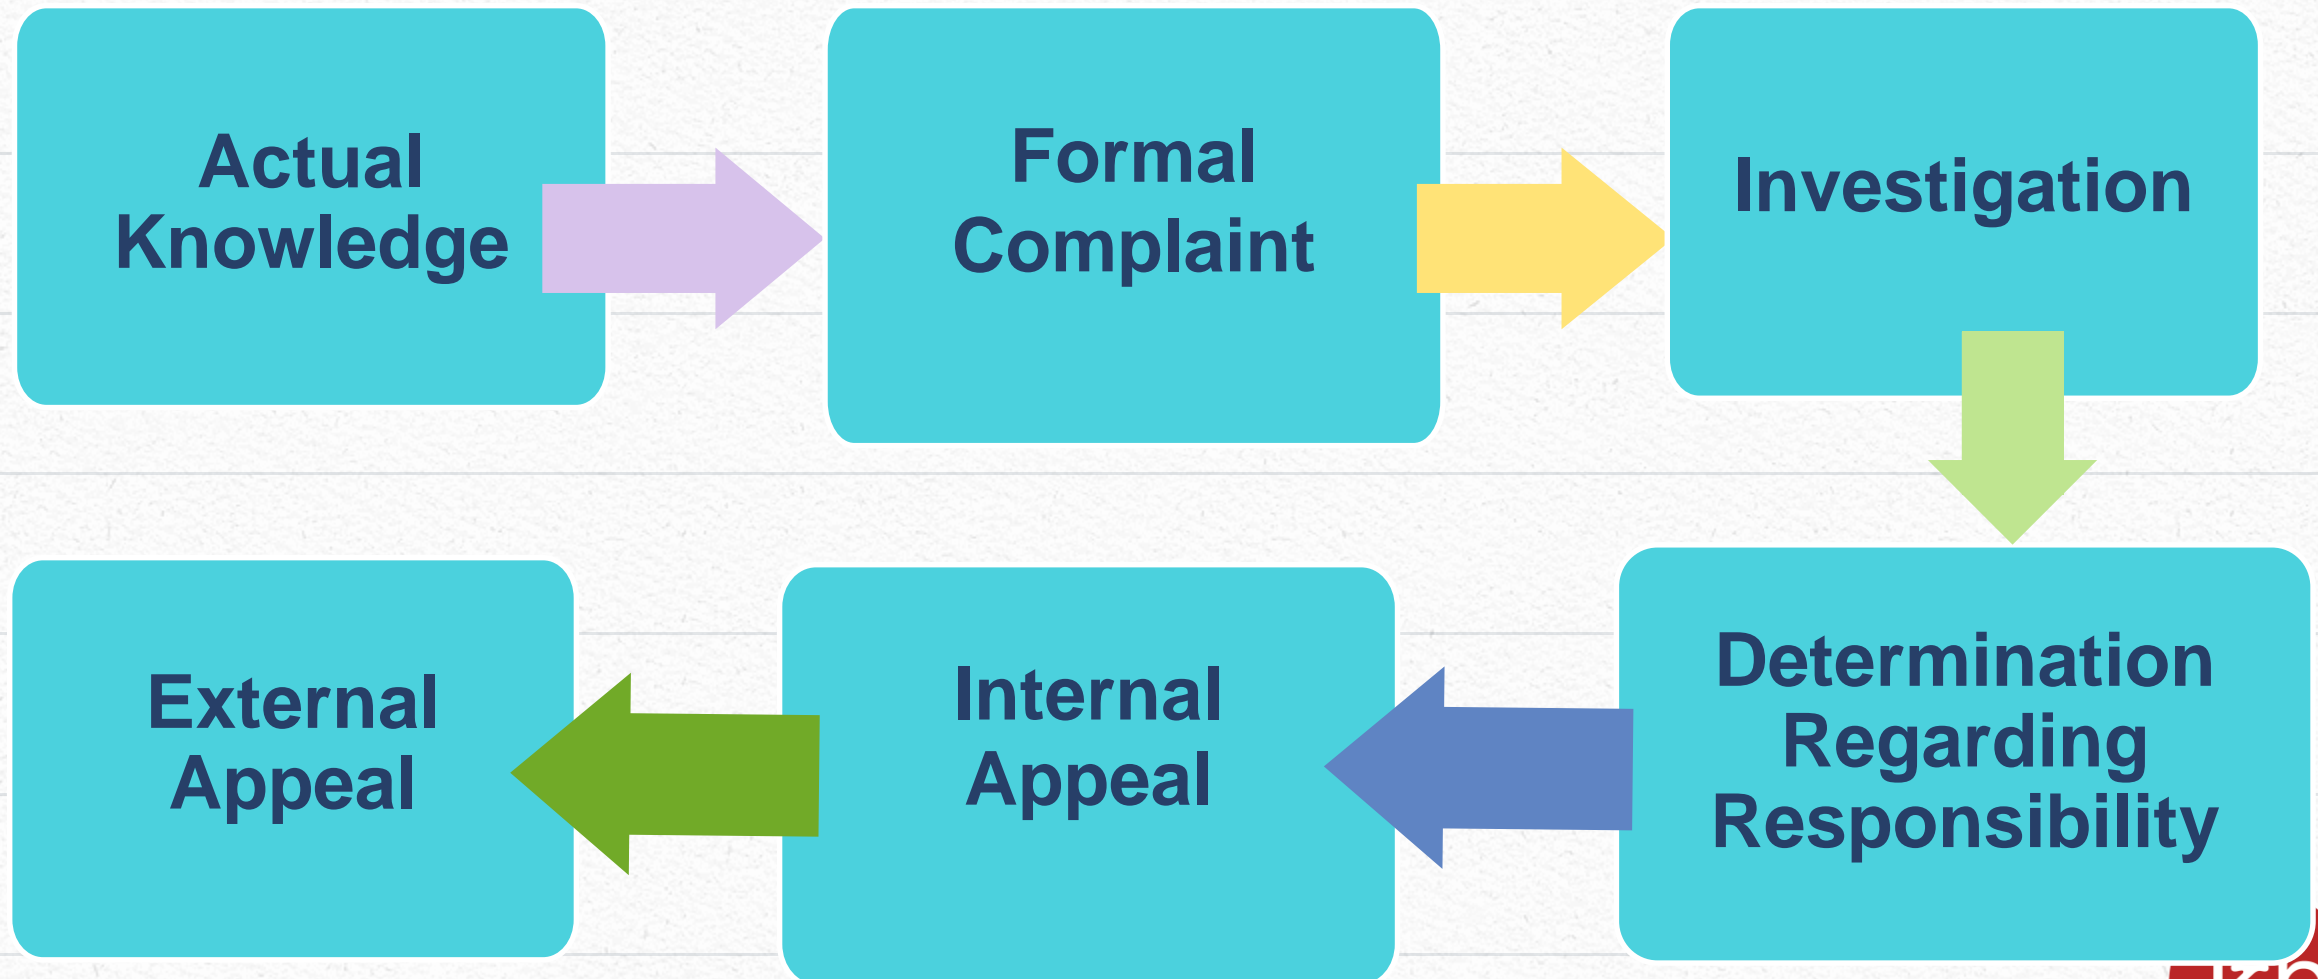 Actual
Knowledge
Formal
Complaint
Investigation
Determination
Regarding
Responsibility
Internal
Appeal
External
Appeal